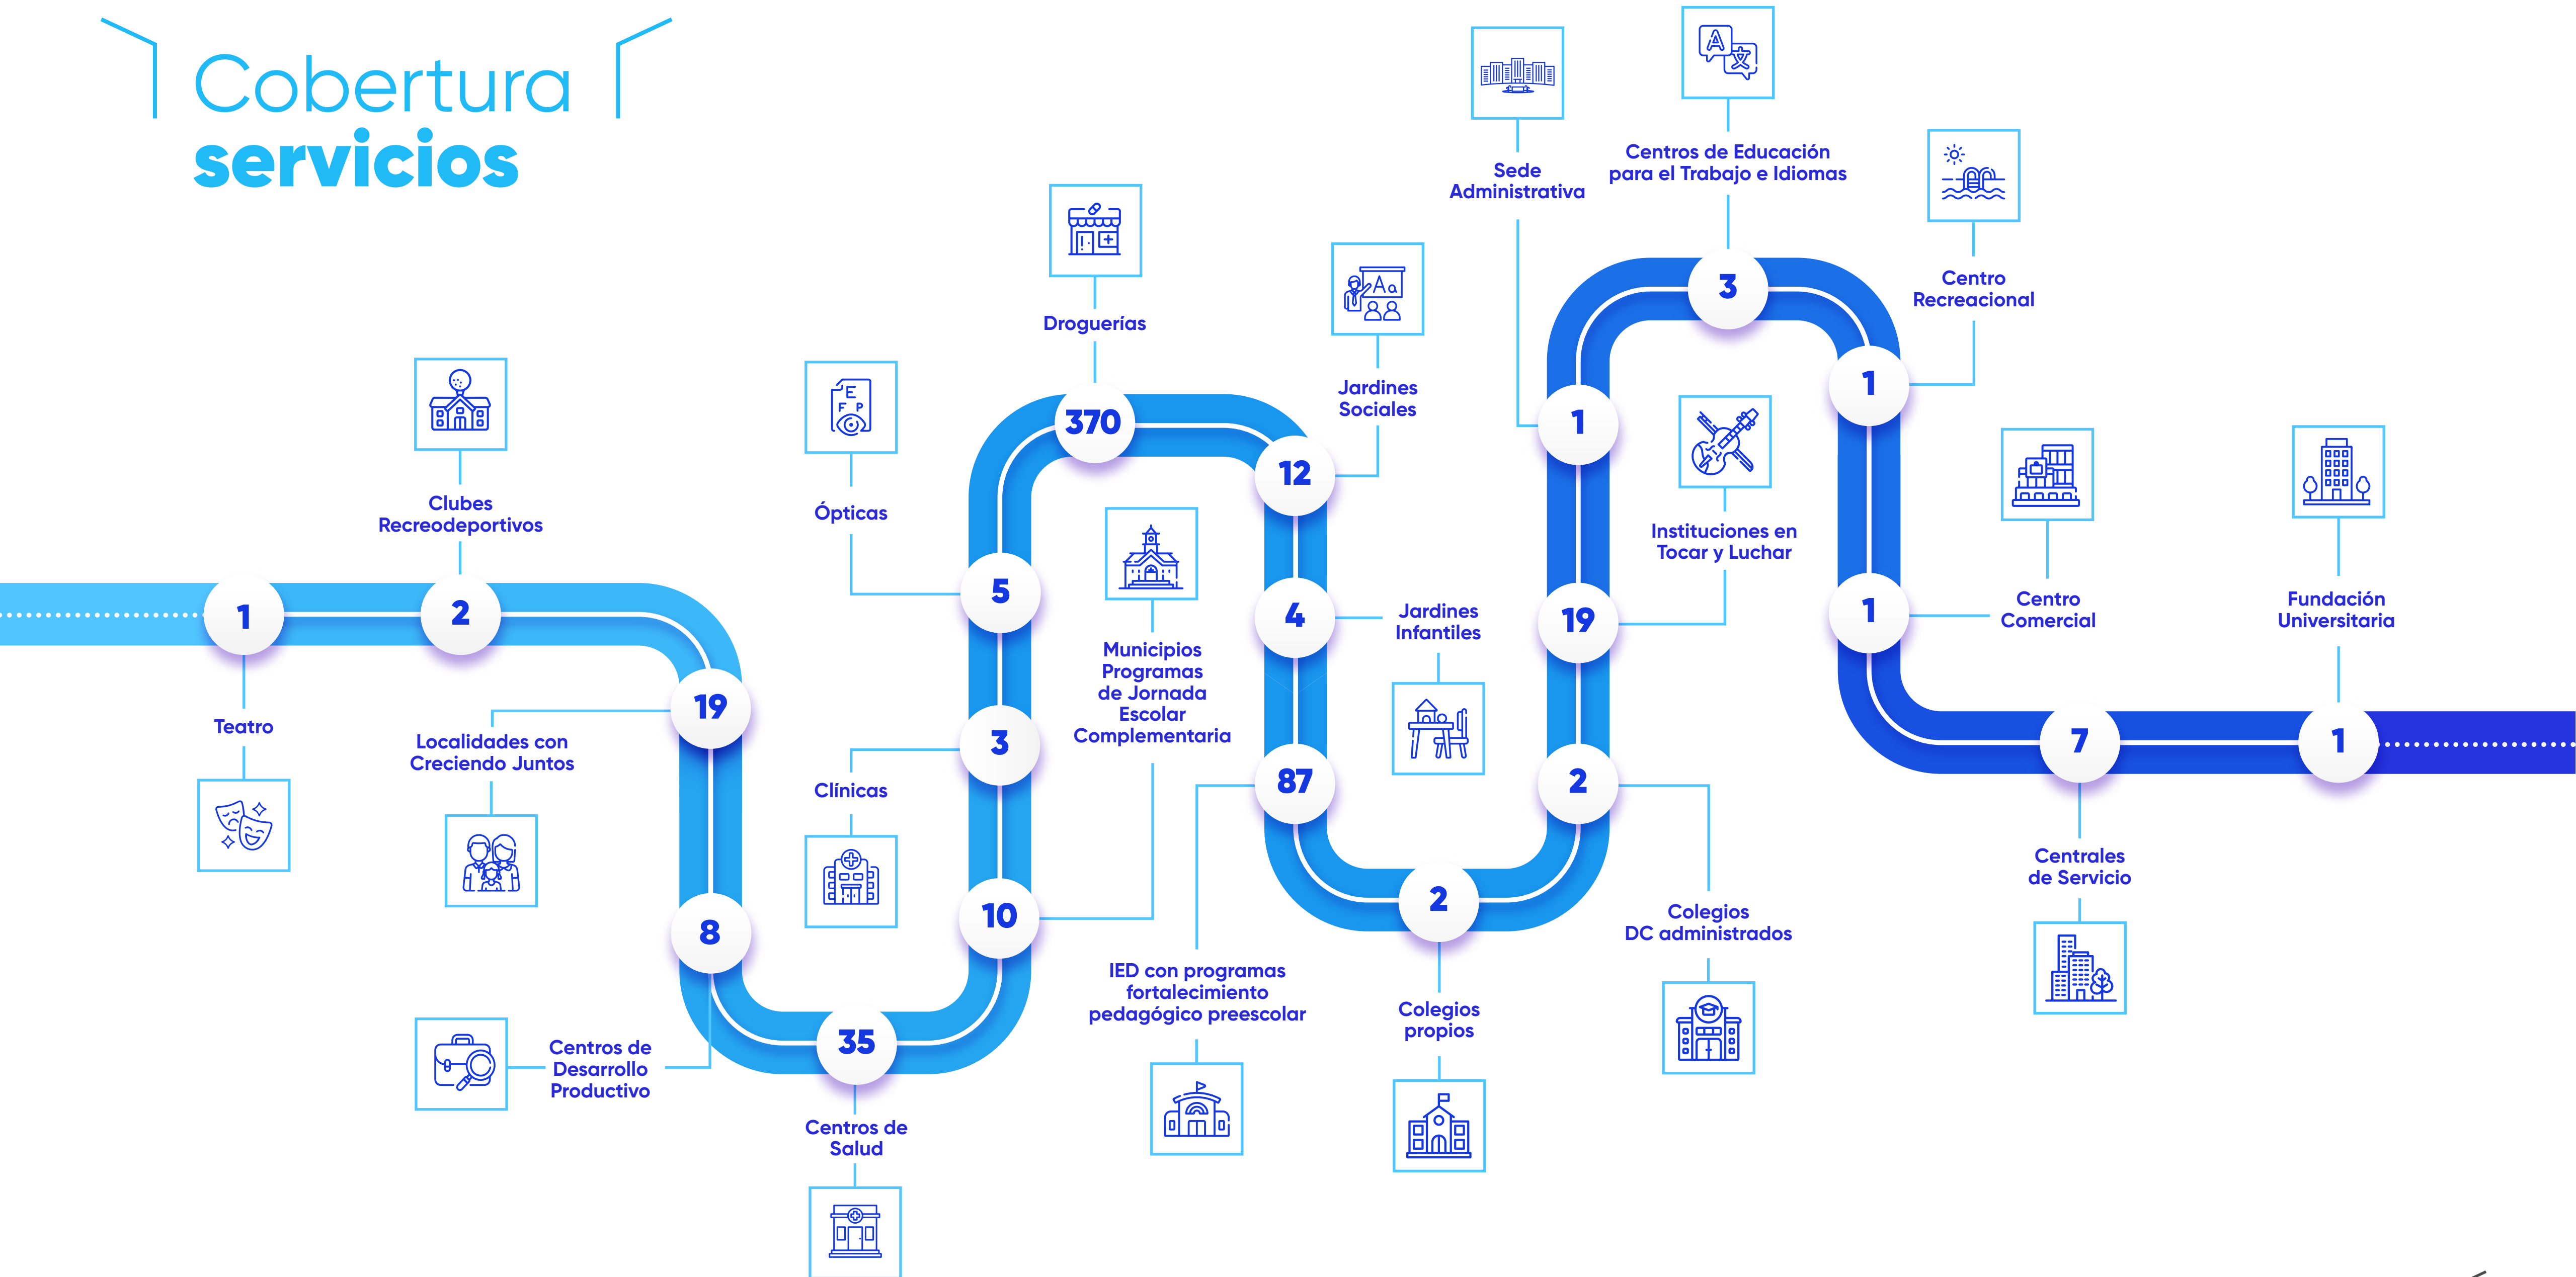 Cobertura
servicios
1
Teatro
2
Clubes
Recreodeportivos
19
Localidades con
Creciendo Juntos
8
Centros de
Desarrollo
Productivo
35
Centros de
Salud
10
Municipios
Programas
de Jornada
Escolar
Complementaria
3
Clínicas
5
Ópticas
E
F P
370
Droguerías
12
Jardines
Sociales
Aa
4
Jardines
Infantiles
87
IED con programas
fortalecimiento
pedagógico preescolar
2
Colegios
propios
2
Colegios
DC administrados
19
Instituciones en
Tocar y Luchar
1
Sede
Administrativa
3
Centros de Educación
para el Trabajo e Idiomas
A
文
1
Centro
Recreacional
1
Centro
Comercial
7
Centrales
de Servicio
1
Fundación
Universitaria